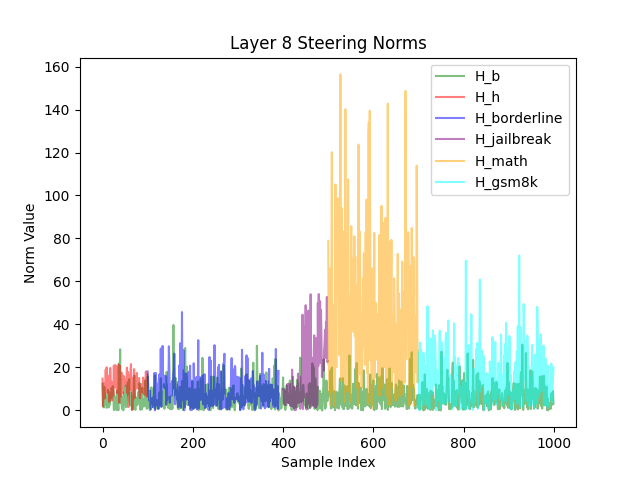 Layer 8 Steering Norms
Norm Value
160
140
120
100
80
60
40
20
0
H_b
H_h
H_borderline
H_jailbreak
H_math
H_gsm8k
0
200
400
600
800
1000
Sample Index